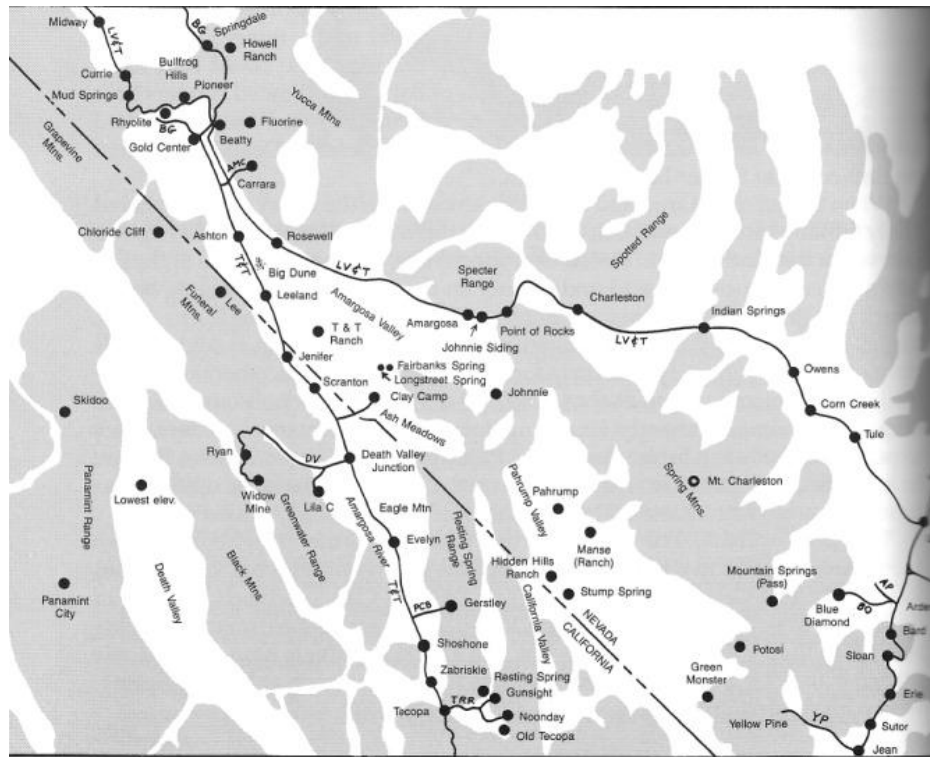 Midway
LV&T
BG
Springdale
Howell
Ranch
Currie
Bullfrog
Hills
Pioneer
Mud Springs
Rhyolite
BG
Gold Center
Beatty
Fluorine
Yucca Mtns
Grapevine
Mtns.
AMC
Carrara
Chloride Cliff
Ashton
Rosewell
T&T
Big Dune
LV&T
Specter
Range
Spotted Range
Funeral
Mtns.
Lee
Leeland
Amargosa Valley
Amargosa
Charleston
Point of Rocks
Johnnie Siding
LV&T
Indian Springs
T & T
Ranch
Jenifer
Fairbanks Spring
Longstreet Spring
Owens
Scranton
Clay Camp
Johnnie
Corn Creek
Skidoo
Ash Meadows
Tule
Ryan
DV
Death Valley
Junction
Panamint Range
Lowest elev.
Widow
Mine
Greenwater Range
Lila C
Amargosa River
Eagle Mtn
Resting Spring
Range
Pahrump Valley
Pahrump
Spring Mtns.
Mt. Charleston
Evelyn
Manse
(Ranch)
Hidden Hills
Ranch
Stump Spring
Mountain Springs
(Pass)
AP
BO
Blue
Diamond
Panamint
City
Death Valley
Black Mtns
T&T
PCB
Gerstley
California Valley
NEVADA
CALIFORNIA
Bard
Shoshone
Potosi
Sloan
Zabriskie
Resting Spring
Gunsight
Green
Monster
Erie
Tecopa
TRR
Noonday
Old Tecopa
Yellow Pine
YP
Sutor
Jean